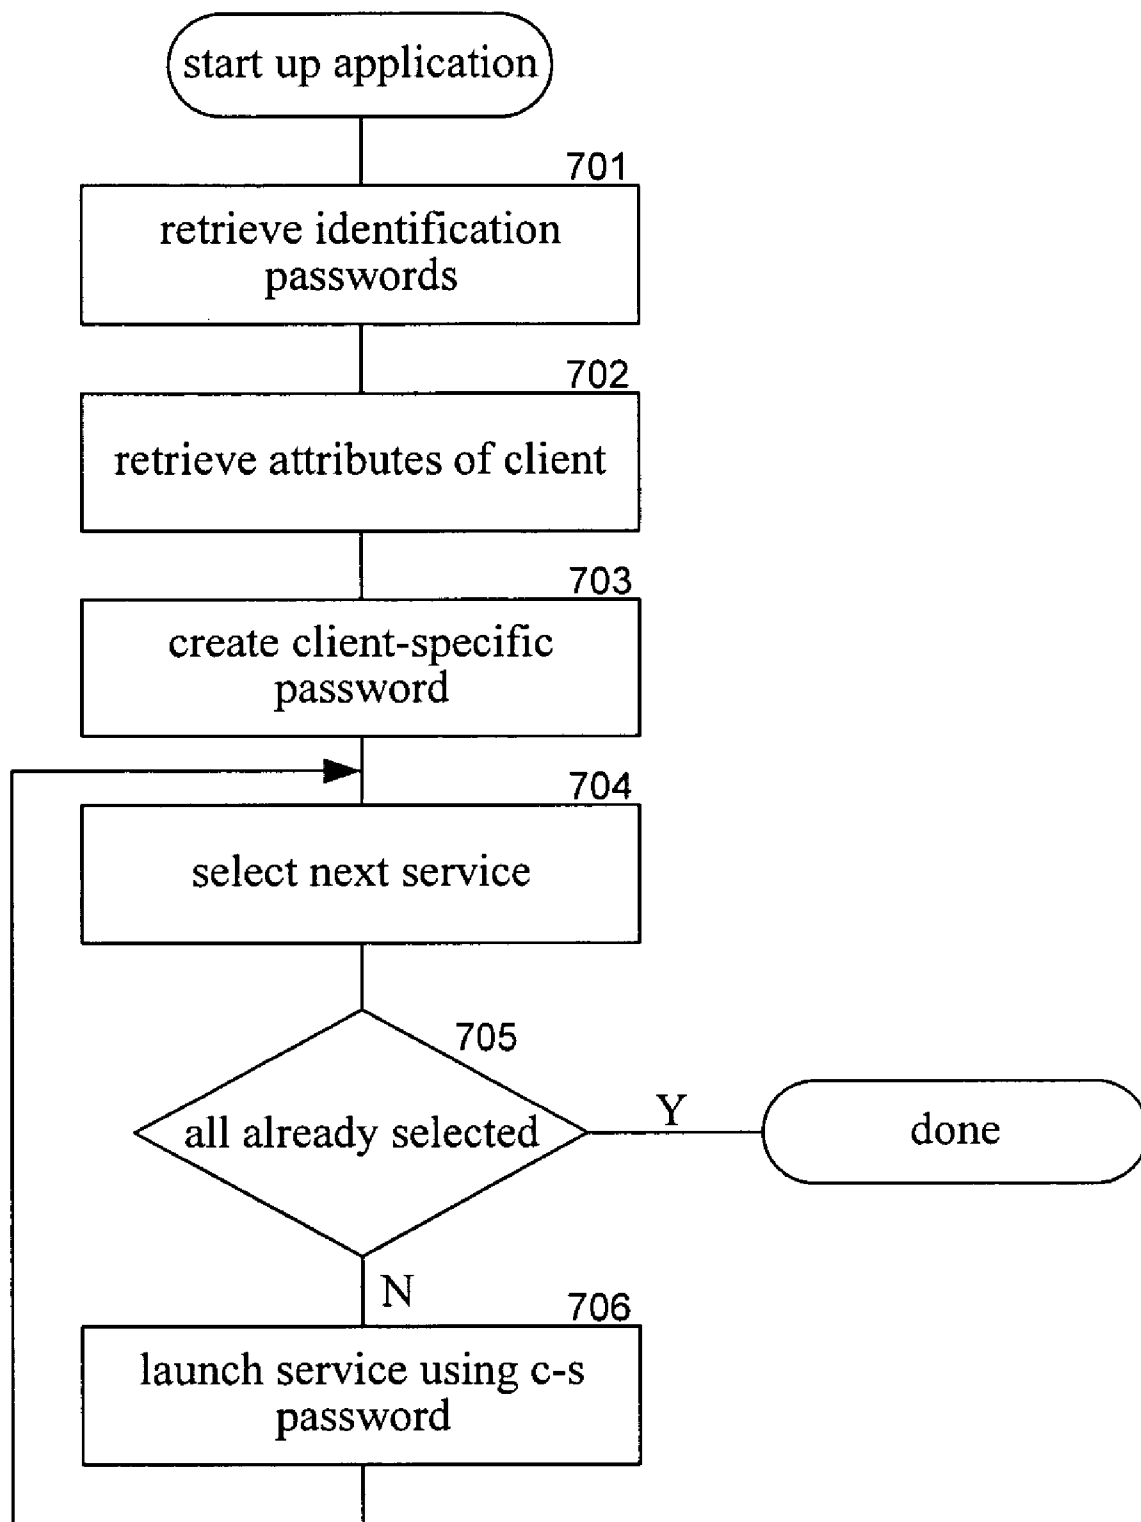 start up application
701
retrieve identification
passwords
702
retrieve attributes of client
703
create client-specific
password
704
select next service
705
all already selected
Y
done
N
706
launch service using c-s
password